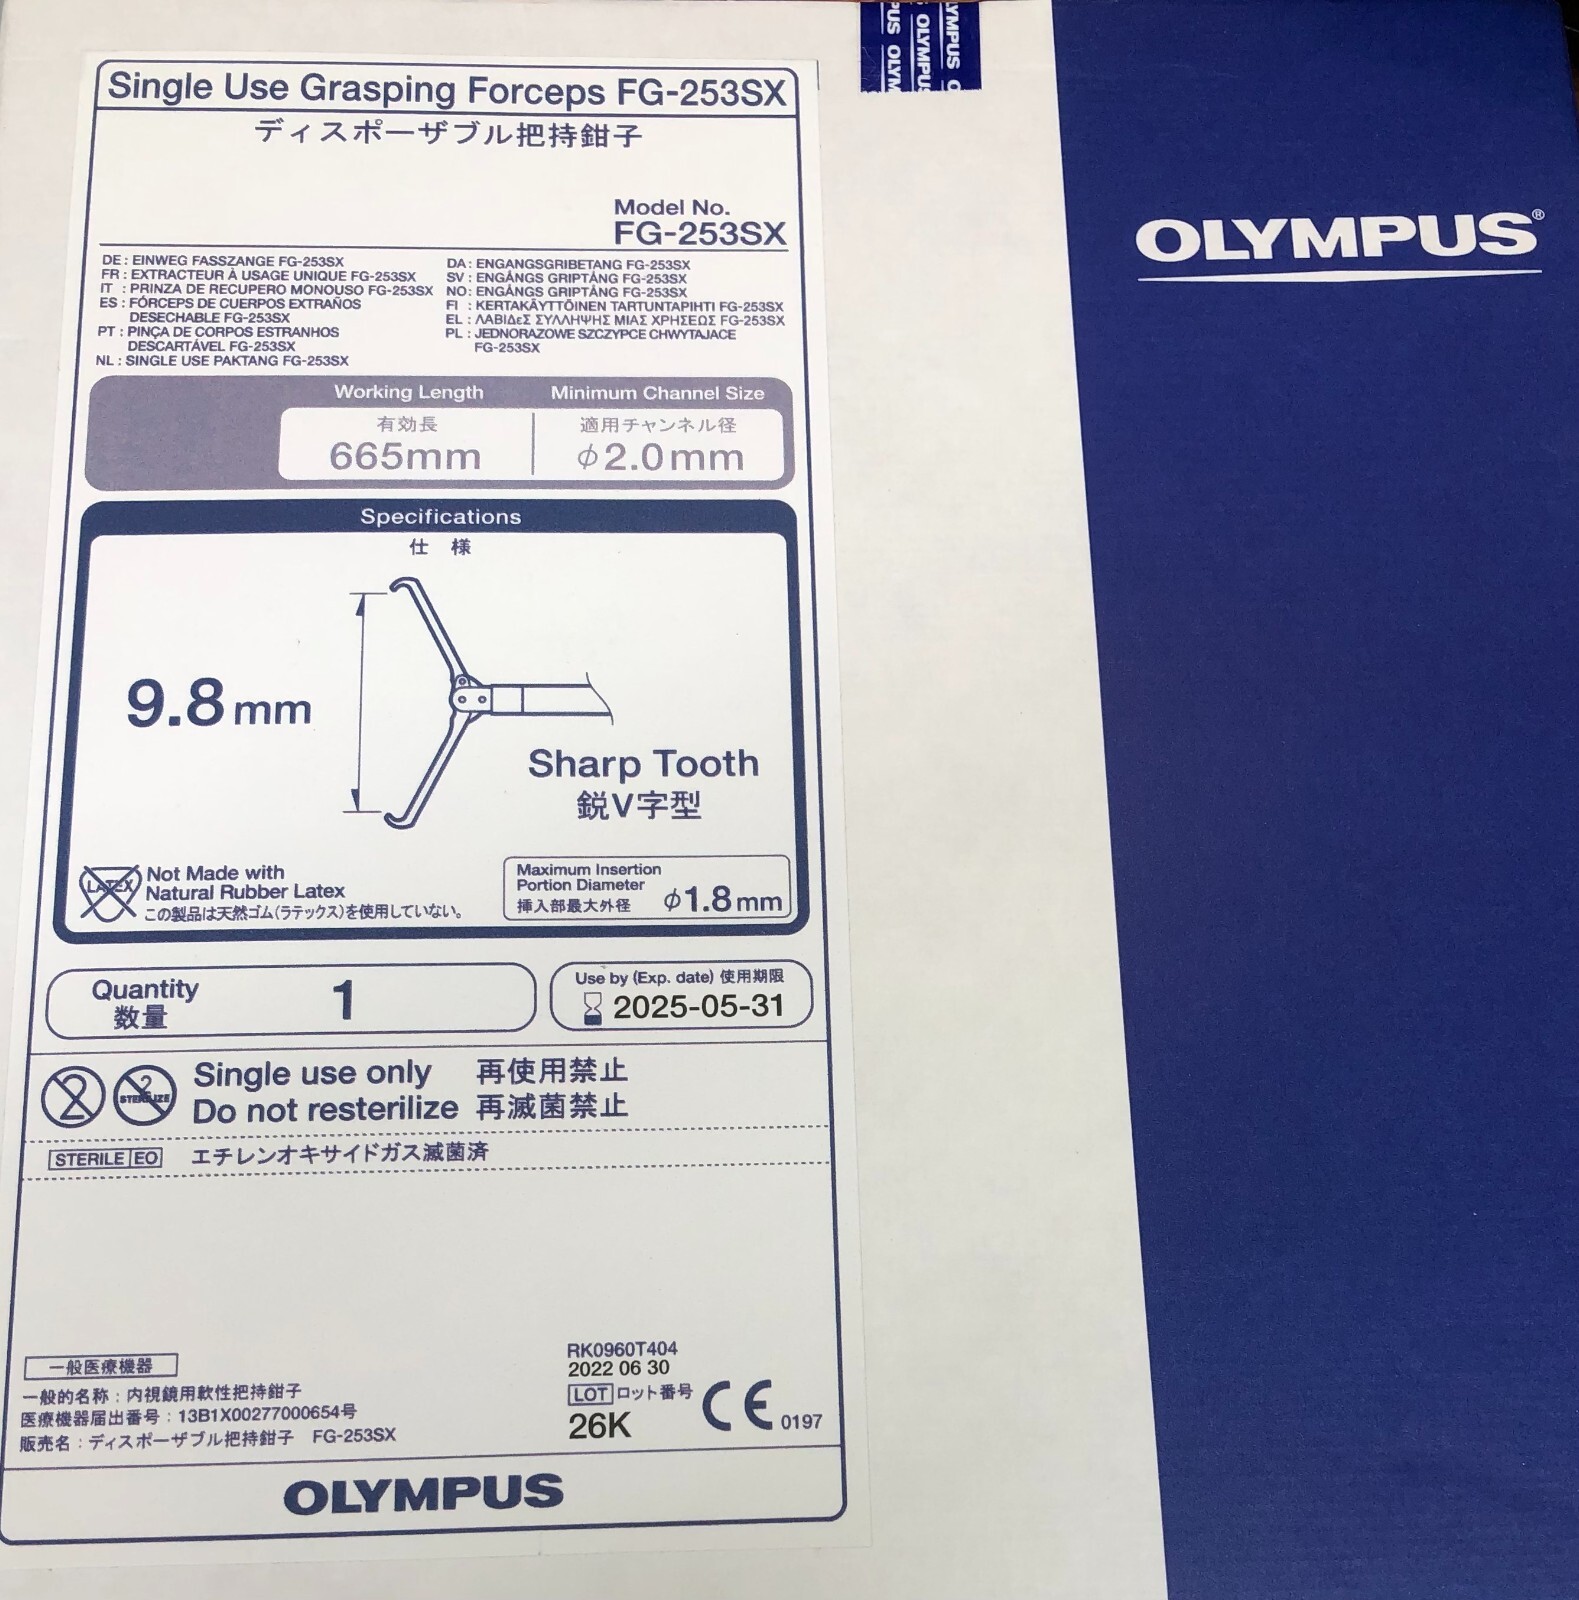 Single Use Grasping Forceps FG-253SX
ディスポーザブル把持鉗子
Model No.
FG-253SX
DE : EINWEG FASSZANGE FG-253SX
FR : EXTRACTEUR À USAGE UNIQUE FG-253SX
IT : PRINZA DE RECUPERO MONOUSO FG-253SX
ES : FÓRCEPS DE CUERPOS EXTRAÑOS
DESECHABLE FG-253SX
PT : PINÇA DE CORPOS ESTRANHOS
DESCARTÁVEL FG-253SX
NL : SINGLE USE PAKTANG FG-253SX
DA : ENGANGSGRIBETANG FG-253SX
SV : ENGÅNGS GRIPTÅNG FG-253SX
NO : ENGÅNGS GRIPTÅNG FG-253SX
FI : KERTAKÄYTTÖINEN TARTUNTAPIHTI FG-253SX
EL : ΛΑΒΙΔεΣ ΣΥΛΛΗΨΗΣ ΜΙΑΣ ΧΡΗΣΕΩΣ FG-253SX
PL : JEDNORAZOWE SZCZYPCE CHWYTAJACE
FG-253SX
Working Length
有効長
665mm
Minimum Channel Size
適用チャンネル径
φ2.0mm
Specifications
仕 様
9.8mm
Sharp Tooth
鋭V字型
LATEX
Not Made with
Natural Rubber Latex
この製品は天然ゴム(ラテックス)を使用していない。
Maximum Insertion
Portion Diameter
挿入部最大外径 φ1.8mm
Quantity 1
数量
Use by (Exp. date) 使用期限
2025-05-31
2
2
STERILIZE
Single use only 再使用禁止
Do not resterilize 再滅菌禁止
STERILE EO エチレンオキサイドガス滅菌済
一般医療機器
一般的名称 : 内視鏡用軟性把持鉗子
医療機器届出番号 : 13B1X00277000654号
販売名 : ディスポーザブル把持鉗子 FG-253SX
RK0960T404
2022 06 30
LOT ロット番号
26K
CE 0197
OLYMPUS
OLYMPUS®
PUS OLYM
OLYMPUS
YMPUS O